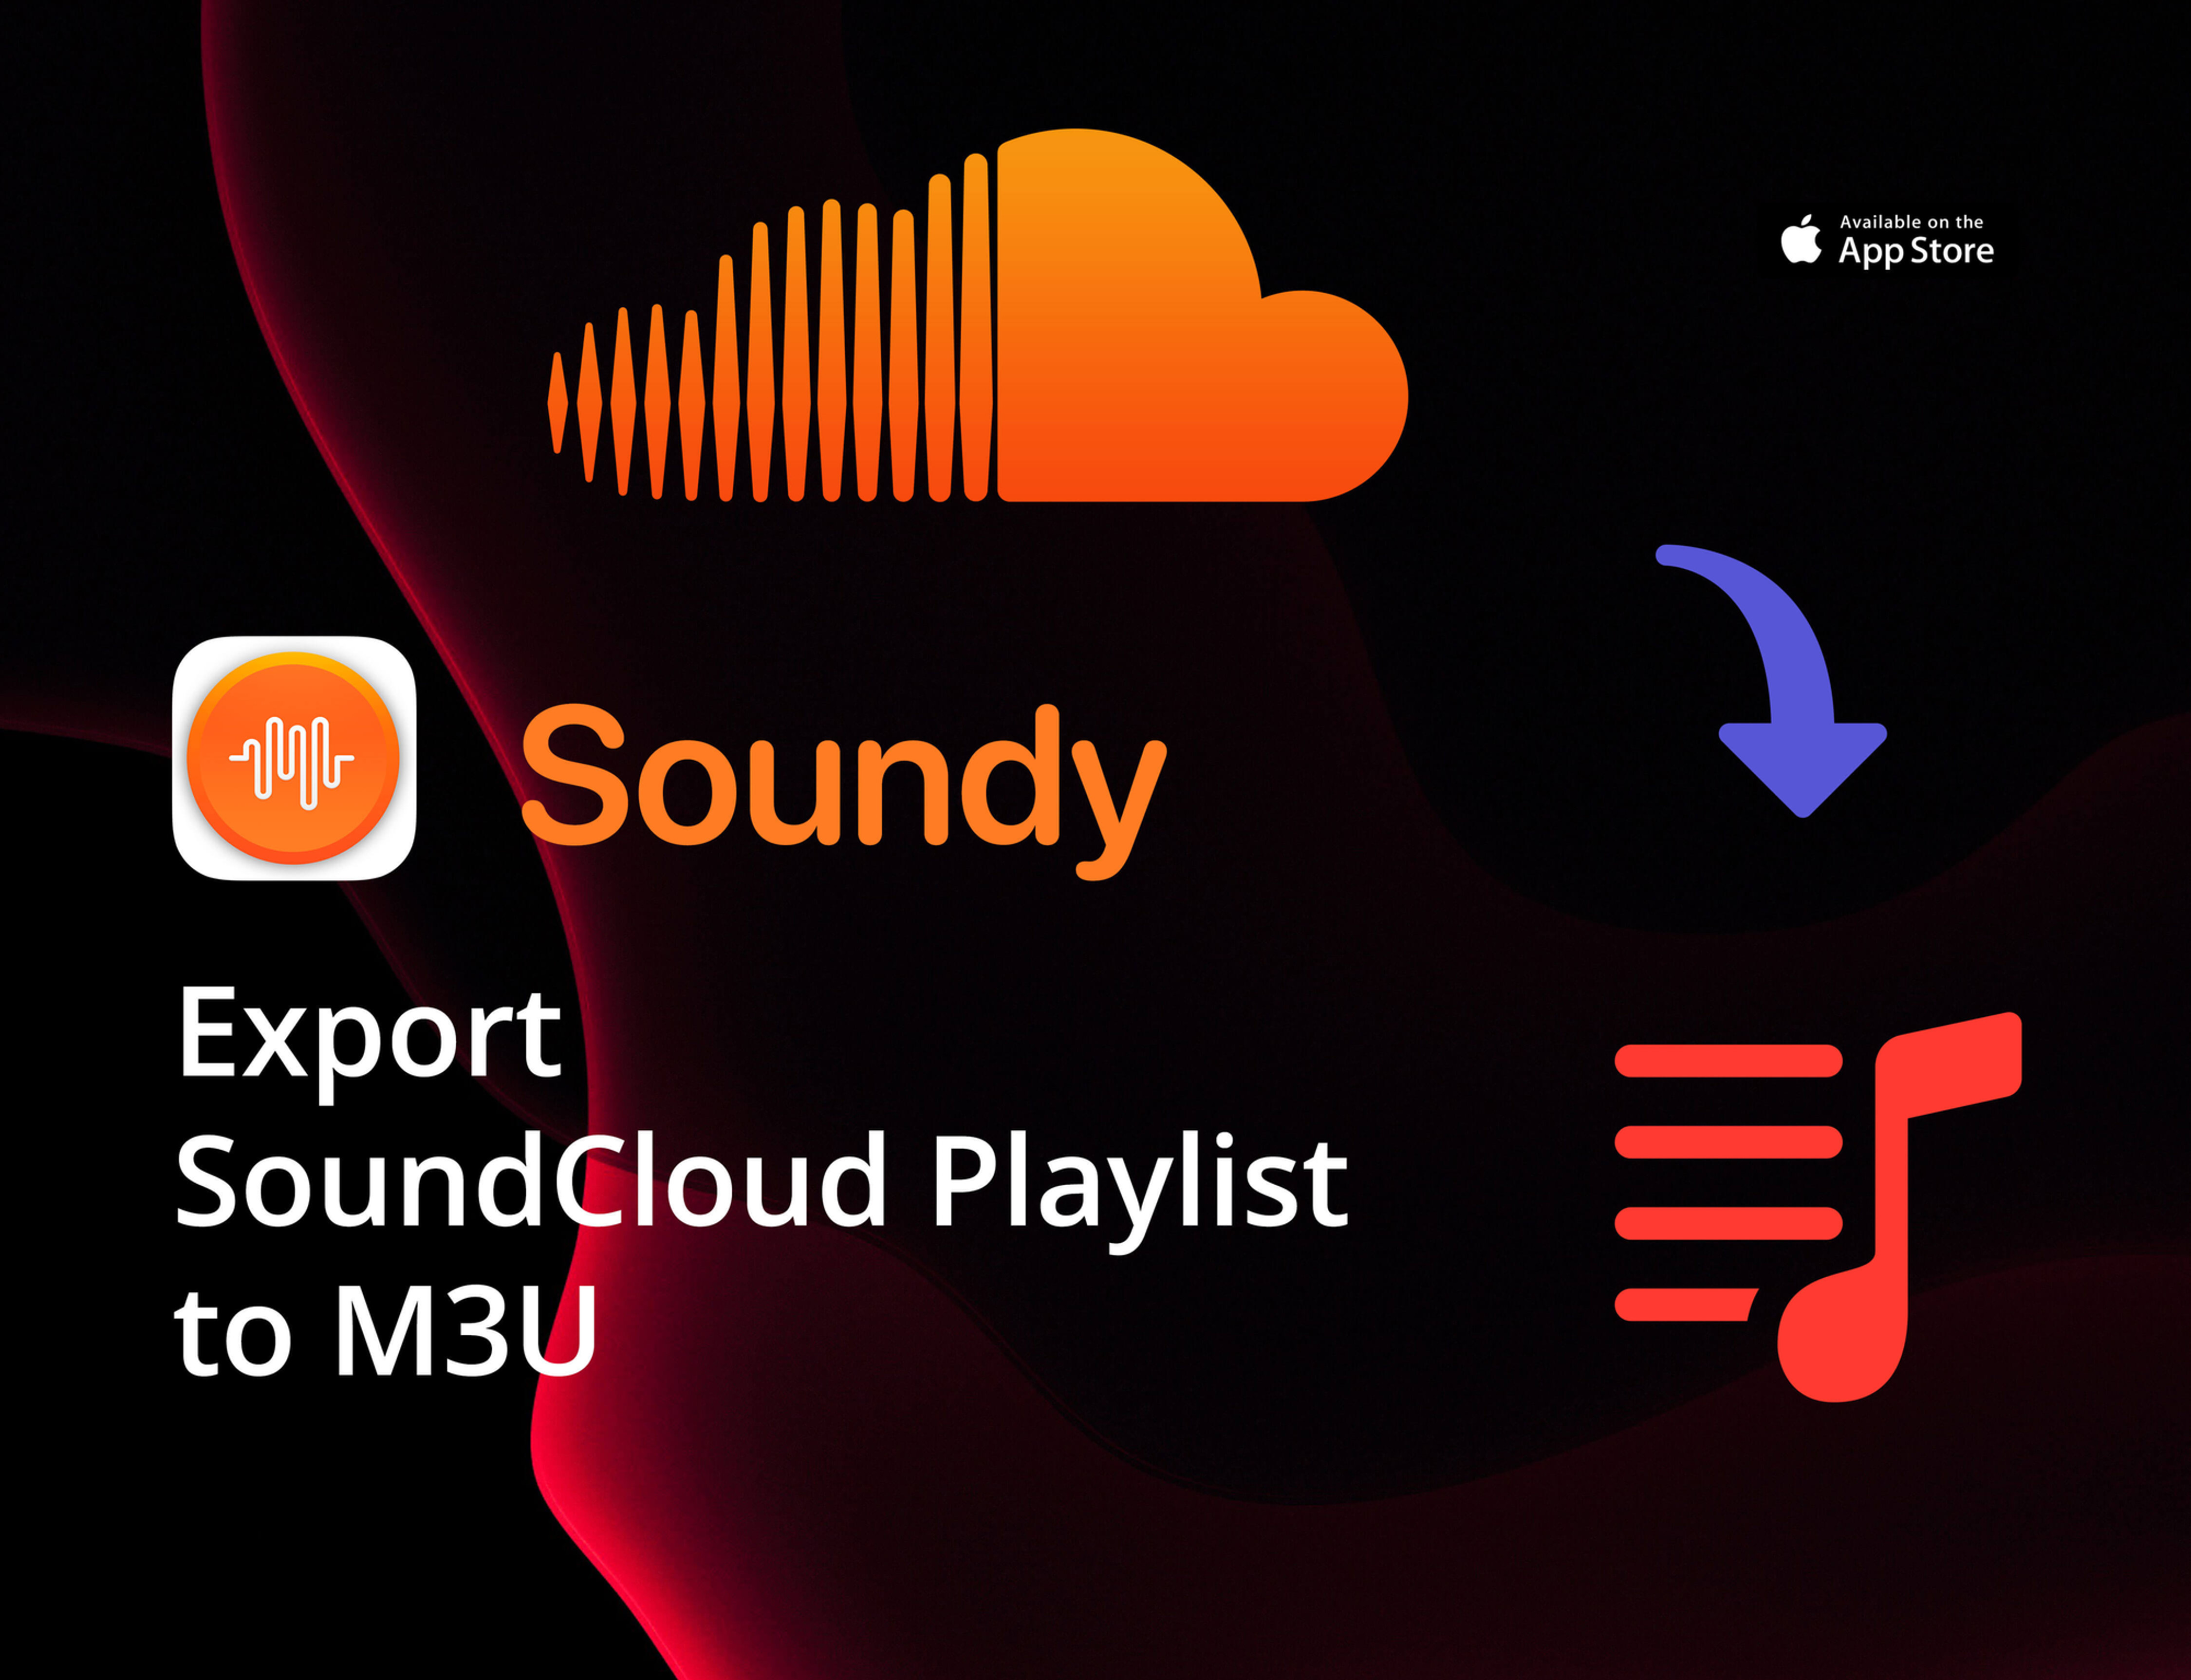 Available on the
App Store
Soundy
Export
SoundCloud Playlist
to M3U